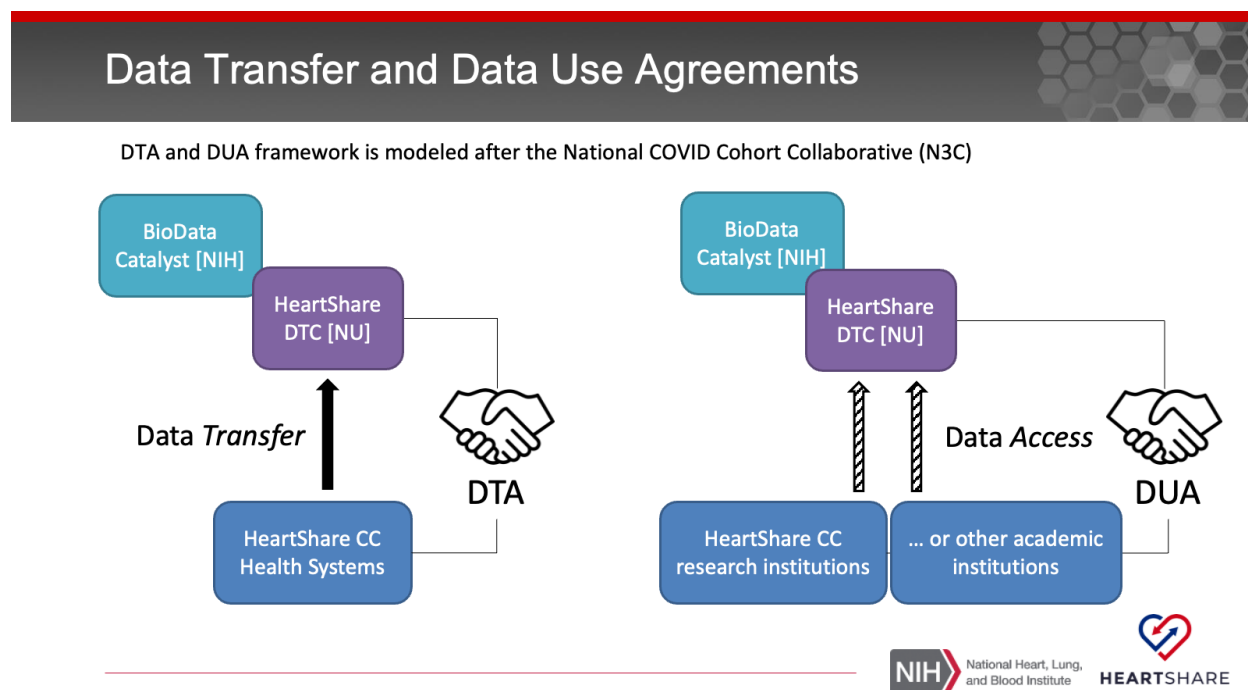 Data Transfer and Data Use Agreements
DTA and DUA framework is modeled after the National COVID Cohort Collaborative (N3C)
BioData
Catalyst [NIH]
HeartShare
DTC [NU]
Data Transfer
DTA
HeartShare CC
Health Systems
BioData
Catalyst [NIH]
HeartShare
DTC [NU]
Data Access
DUA
HeartShare CC
research institutions
... or other academic
institutions
NIH
National Heart, Lung,
and Blood Institute
HEARTSHARE